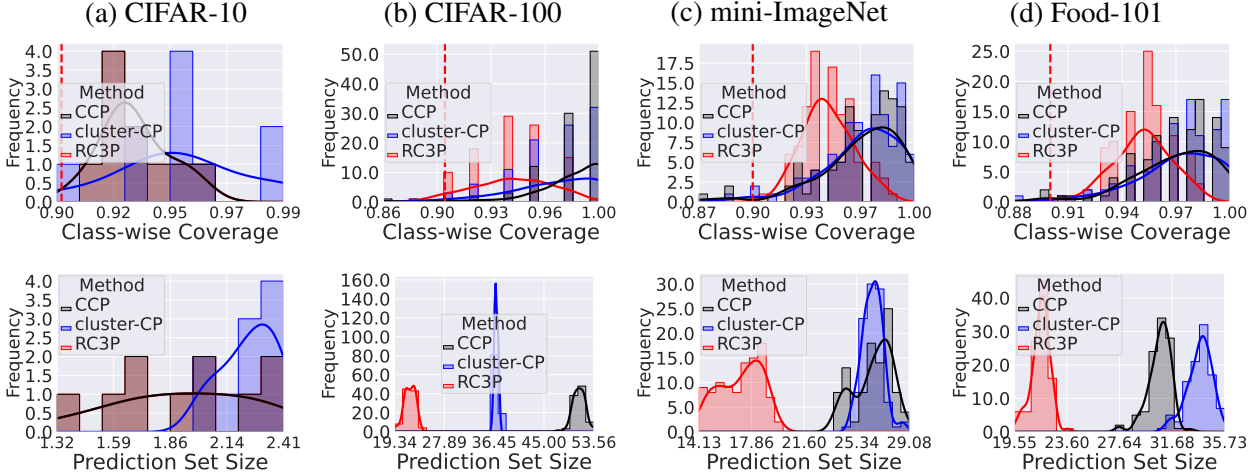 (a) CIFAR-10
(b) CIFAR-100
(c) mini-ImageNet
(d) Food-101
4.0
3.5
3.0
2.5
2.0
1.5
1.0
0.5
0.0
Frequency
Method
CCP
cluster-CP
RC3P
0.90 0.92 0.95 0.97 0.99
Class-wise Coverage
50.0
40.0
30.0
20.0
10.0
0.0
Frequency
Method
CCP
cluster-CP
RC3P
0.86 0.90 0.93 0.96 1.00
Class-wise Coverage
17.5
15.0
12.5
10.0
7.5
5.0
2.5
0.0
Frequency
Method
CCP
cluster-CP
RC3P
0.87 0.90 0.93 0.97 1.00
Class-wise Coverage
25.0
20.0
15.0
10.0
5.0
0.0
Frequency
Method
CCP
cluster-CP
RC3P
0.88 0.91 0.94 0.97 1.00
Class-wise Coverage
4.0
3.5
3.0
2.5
2.0
1.5
1.0
0.5
0.0
Frequency
Method
CCP
cluster-CP
RC3P
1.32 1.59 1.86 2.14 2.41
Prediction Set Size
160.0
140.0
120.0
100.0
80.0
60.0
40.0
20.0
0.0
Frequency
Method
CCP
cluster-CP
RC3P
19.34 27.89 36.45 45.00 53.56
Prediction Set Size
30.0
25.0
20.0
15.0
10.0
5.0
0.0
Frequency
Method
CCP
cluster-CP
RC3P
14.13 17.86 21.60 25.34 29.08
Prediction Set Size
40.0
30.0
20.0
10.0
0.0
Frequency
Method
CCP
cluster-CP
RC3P
19.55 23.60 27.64 31.68 35.73
Prediction Set Size